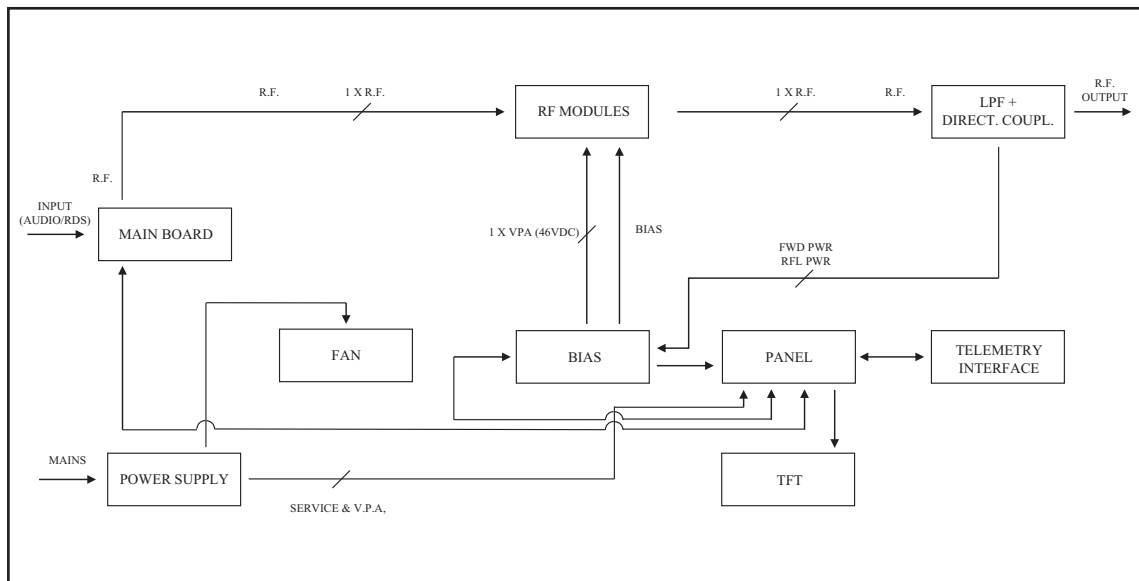 R.F.
1 X R.F.
RF MODULES
1 X R.F.
R.F.
LPF +
DIRECT. COUPL.
R.F.
OUTPUT
R.F.
INPUT
(AUDIO/RDS)
MAIN BOARD
1 X VPA (46VDC)
BIAS
FWD PWR
RFL PWR
FAN
BIAS
PANEL
TELEMETRY
INTERFACE
MAINS
POWER SUPPLY
TFT
SERVICE & V.P.A,